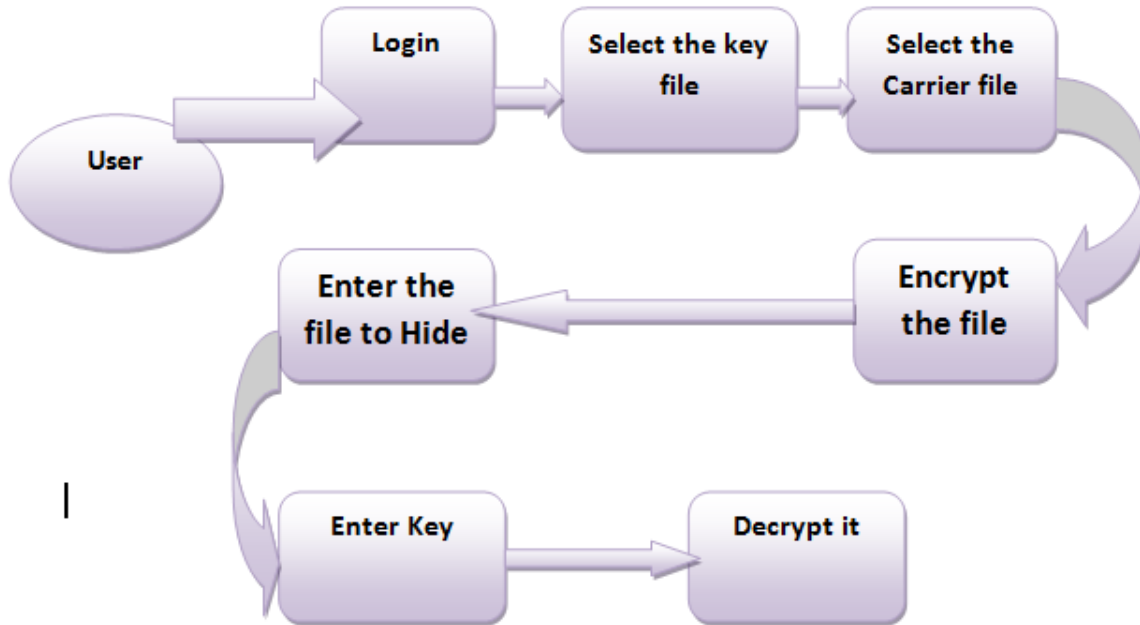 User
Login
Select the key
file
Select the
Carrier file
Encrypt
the file
Enter the
file to Hide
Enter Key
Decrypt it